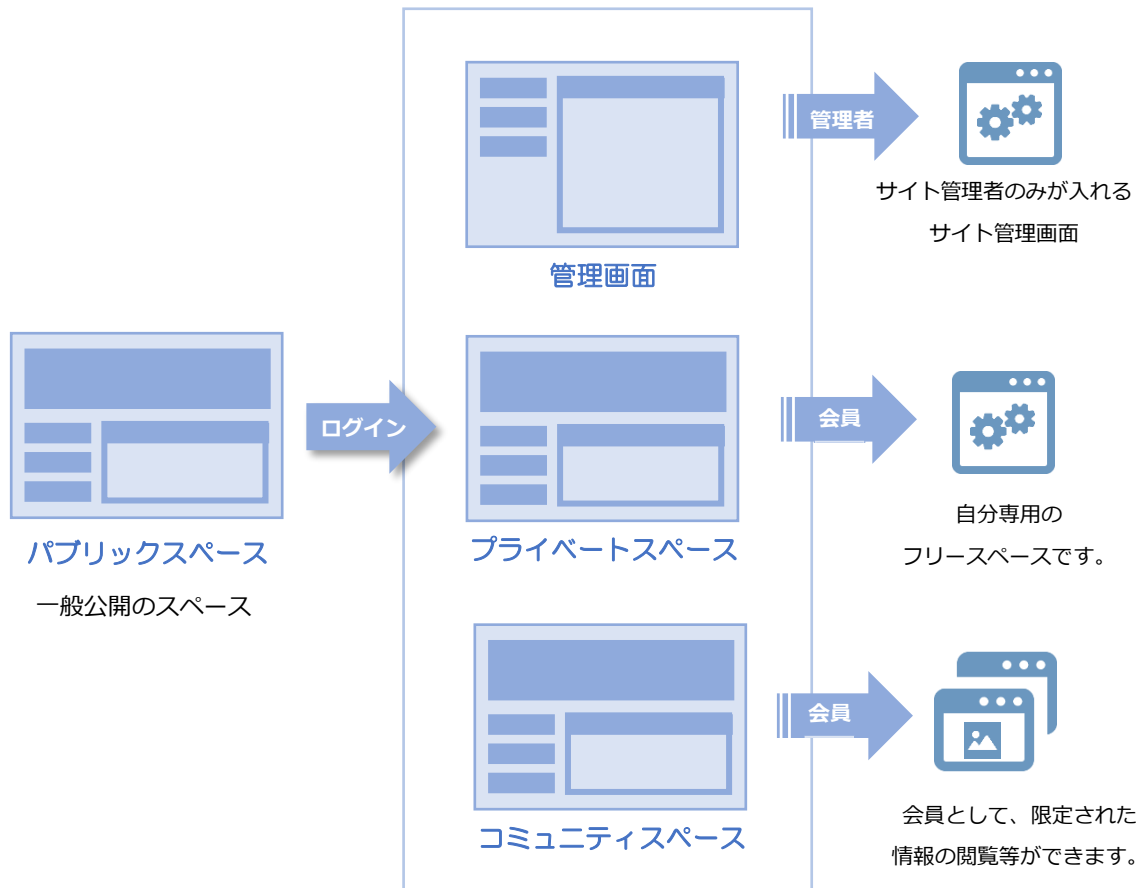 管理者
サイト管理者のみが入れる
サイト管理画面
管理画面
ログイン
パブリックスペース
一般公開のスペース
会員
自分専用の
フリースペースです。
プライベートスペース
会員
会員として、限定された
情報の閲覧等ができます。
コミュニティスペース